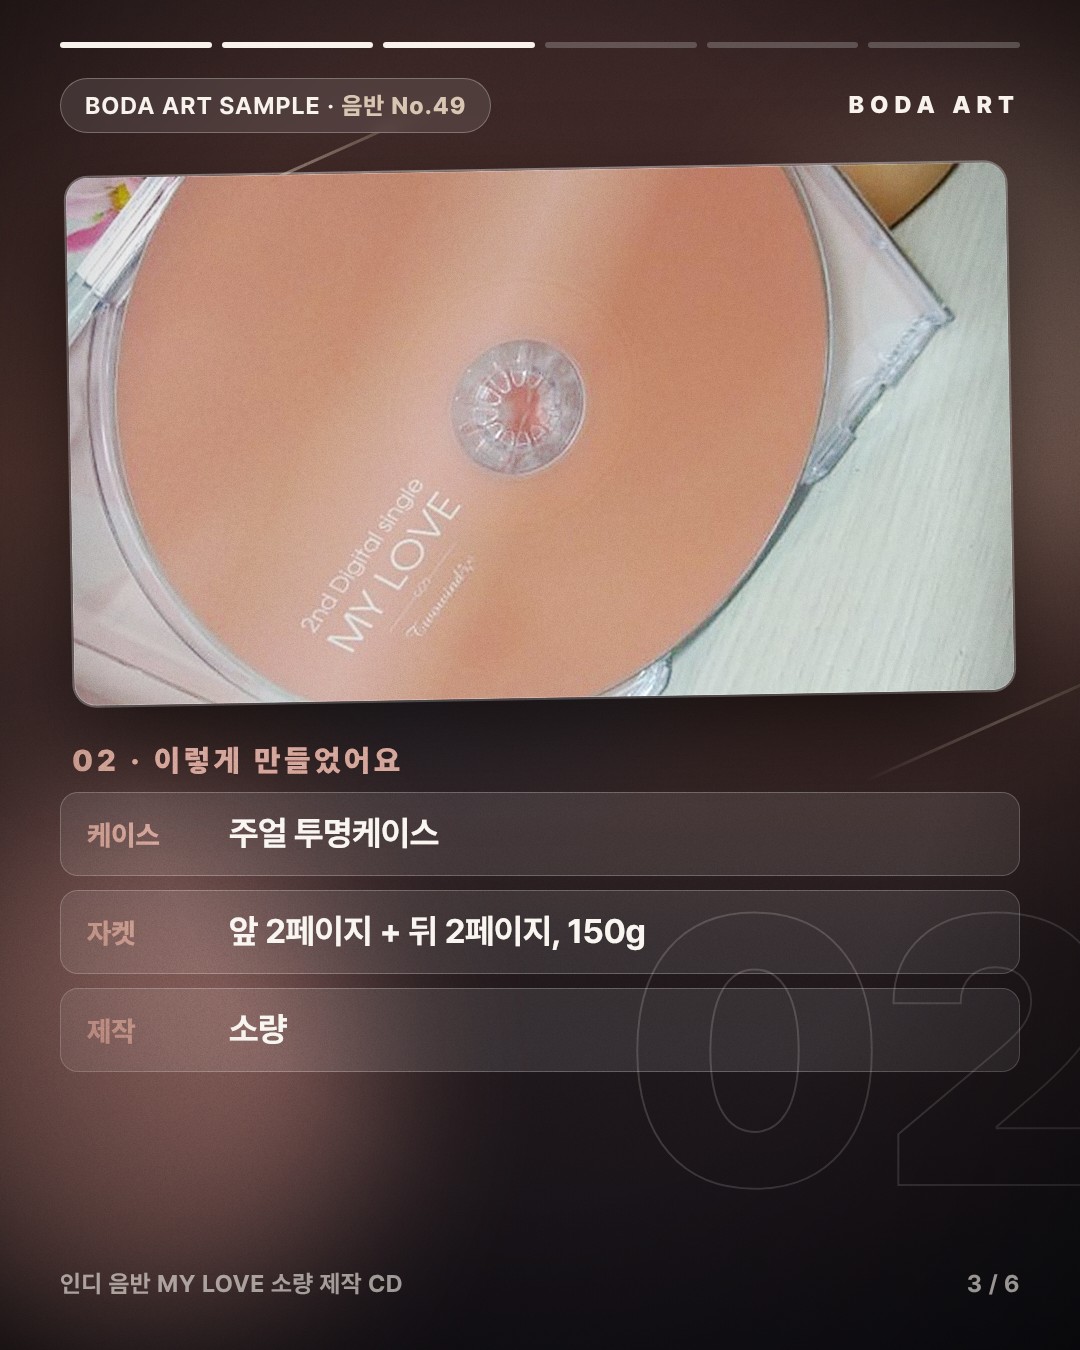 BODA ART SAMPLE · 음반 No.49
BODA ART
2nd Digital single
MY LOVE
02 · 이렇게 만들었어요
케이스 주얼 투명케이스
자켓 앞 2페이지 + 뒤 2페이지, 150g
제작 소량
02
인디 음반 MY LOVE 소량 제작 CD
3 / 6